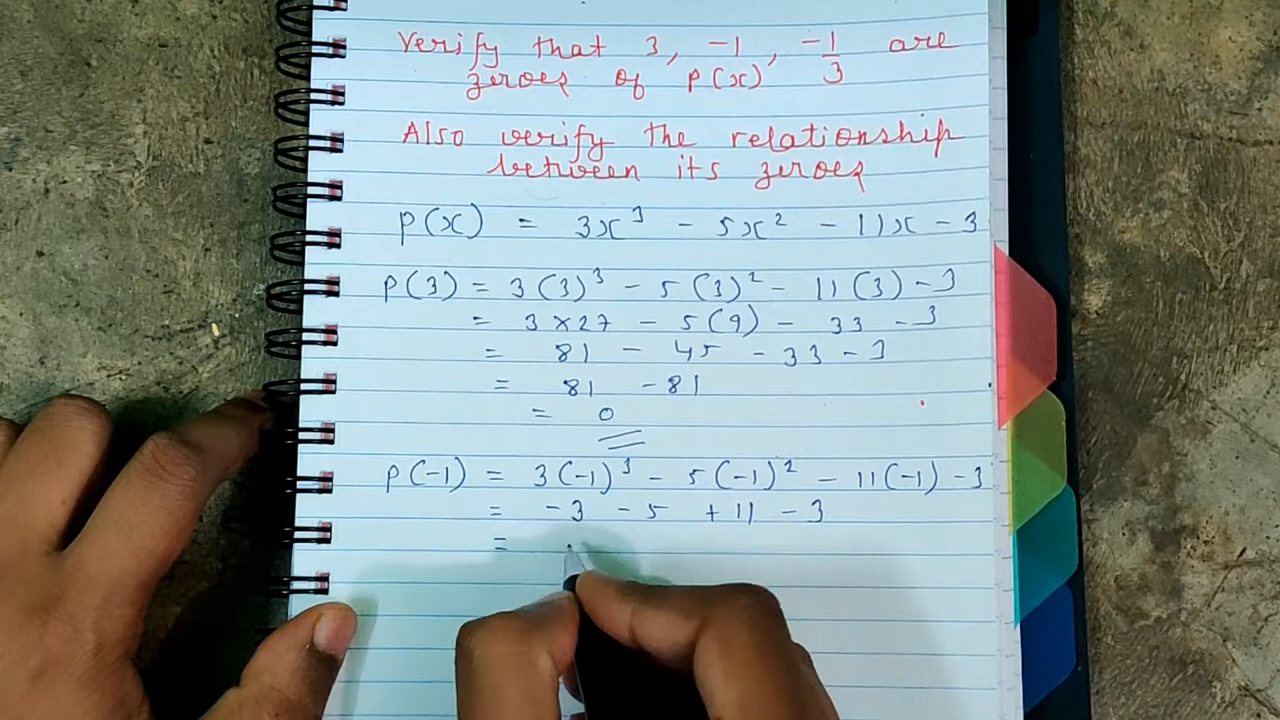 Verify that 3, -1, -1/3 are
zeroes of p(x)
Also verify the relationship
between its zeroes
p(x) = 3x³ - 5x² - 11x - 3
p(3) = 3(3)³ - 5(3)² - 11(3) - 3
= 3×27 - 5(9) - 33 - 3
= 81 - 45 - 33 - 3
= 81 - 81
= 0
p(-1) = 3(-1)³ - 5(-1)² - 11(-1) - 3
= -3 - 5 + 11 - 3
=